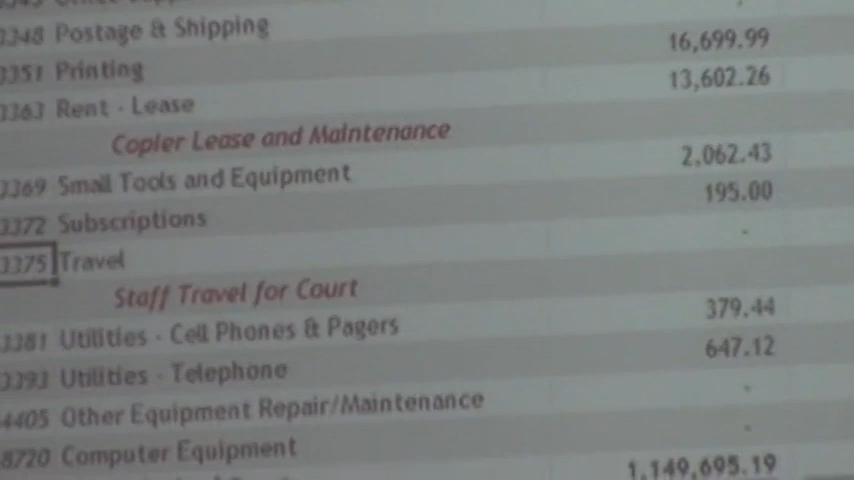 3348 Postage & Shipping -
3351 Printing 16,699.99
3363 Rent - Lease 13,602.26
Copier Lease and Maintenance
3369 Small Tools and Equipment 2,062.43
3372 Subscriptions 195.00
3375 Travel -
Staff Travel for Court
3381 Utilities - Cell Phones & Pagers 379.44
3393 Utilities - Telephone 647.12
4405 Other Equipment Repair/Maintenance -
8720 Computer Equipment -
1,149,695.19